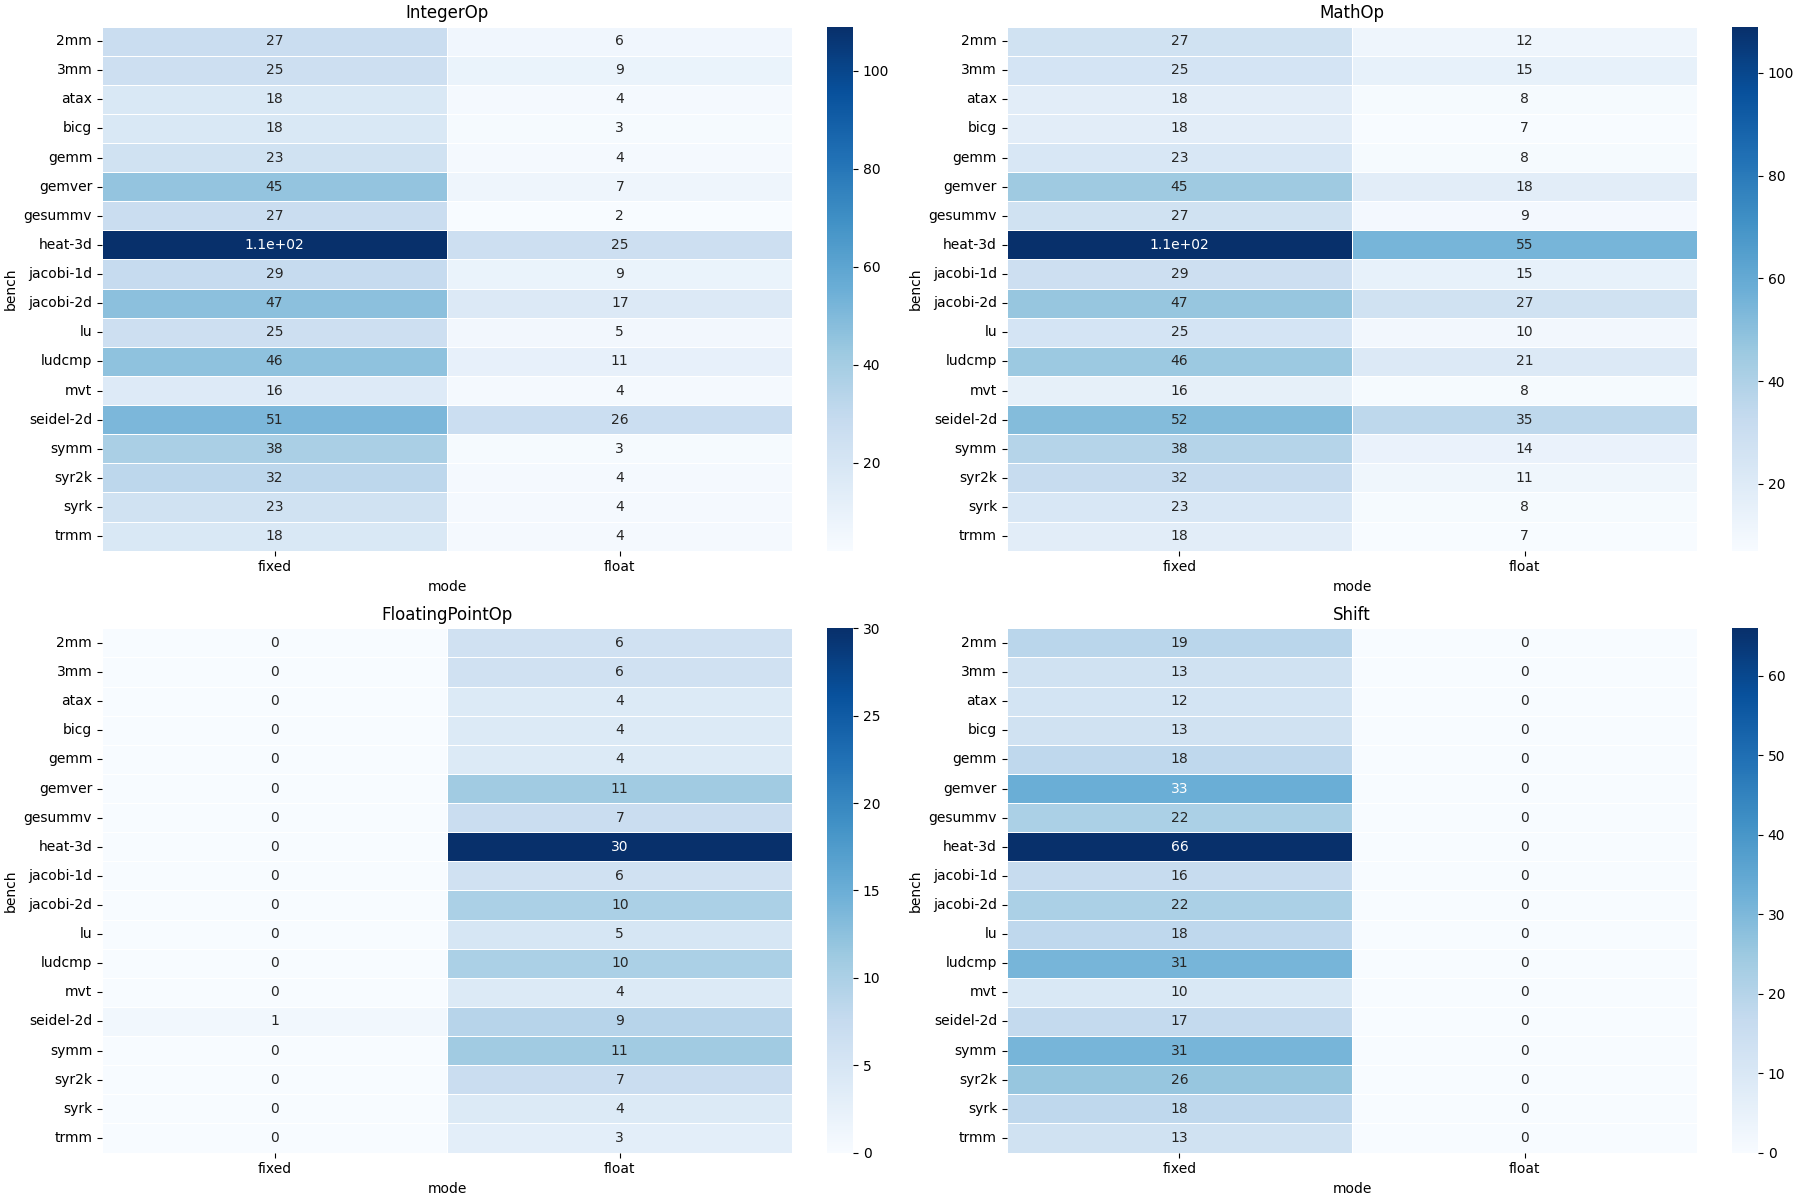 IntegerOp
2mm 27 6
3mm 25 9
atax 18 4
bicg 18 3
gemm 23 4
gemver 45 7
gesummv 27 2
heat-3d 1.1e+02 25
jacobi-1d 29 9
jacobi-2d 47 17
lu 25 5
ludcmp 46 11
mvt 16 4
seidel-2d 51 26
symm 38 3
syr2k 32 4
syrk 23 4
trmm 18 4
bench
fixed float
mode
100
80
60
40
20
MathOp
2mm 27 12
3mm 25 15
atax 18 8
bicg 18 7
gemm 23 8
gemver 45 18
gesummv 27 9
heat-3d 1.1e+02 55
jacobi-1d 29 15
jacobi-2d 47 27
lu 25 10
ludcmp 46 21
mvt 16 8
seidel-2d 52 35
symm 38 14
syr2k 32 11
syrk 23 8
trmm 18 7
bench
fixed float
mode
100
80
60
40
20
FloatingPointOp
2mm 0 6
3mm 0 6
atax 0 4
bicg 0 4
gemm 0 4
gemver 0 11
gesummv 0 7
heat-3d 0 30
jacobi-1d 0 6
jacobi-2d 0 10
lu 0 5
ludcmp 0 10
mvt 0 4
seidel-2d 1 9
symm 0 11
syr2k 0 7
syrk 0 4
trmm 0 3
bench
fixed float
mode
30
25
20
15
10
5
0
Shift
2mm 19 0
3mm 13 0
atax 12 0
bicg 13 0
gemm 18 0
gemver 33 0
gesummv 22 0
heat-3d 66 0
jacobi-1d 16 0
jacobi-2d 22 0
lu 18 0
ludcmp 31 0
mvt 10 0
seidel-2d 17 0
symm 31 0
syr2k 26 0
syrk 18 0
trmm 13 0
bench
fixed float
mode
60
50
40
30
20
10
0